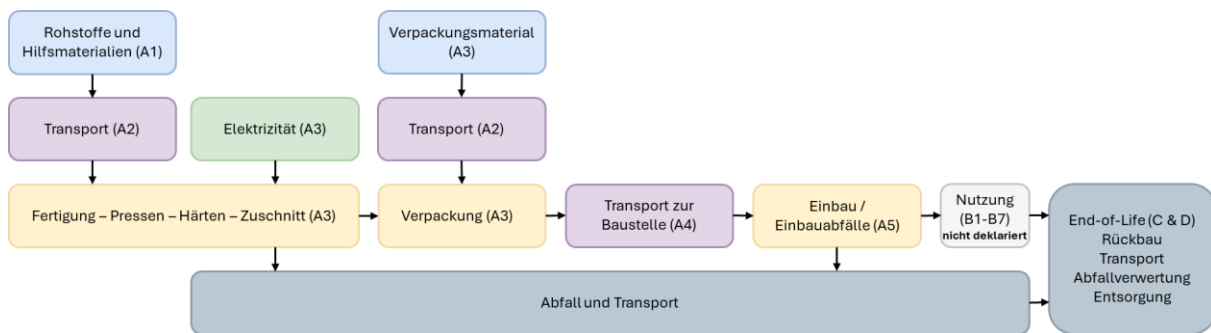 Rohstoffe und
Hilfsmaterialien (A1)
Verpackungsmaterial
(A3)
Transport (A2)
Elektrizität (A3)
Transport (A2)
Fertigung – Pressen – Härten – Zuschnitt (A3)
Verpackung (A3)
Transport zur
Baustelle (A4)
Einbau /
Einbauabfälle (A5)
Nutzung
(B1-B7)
nicht deklariert
End-of-Life (C & D)
Rückbau
Transport
Abfallverwertung
Entsorgung
Abfall und Transport